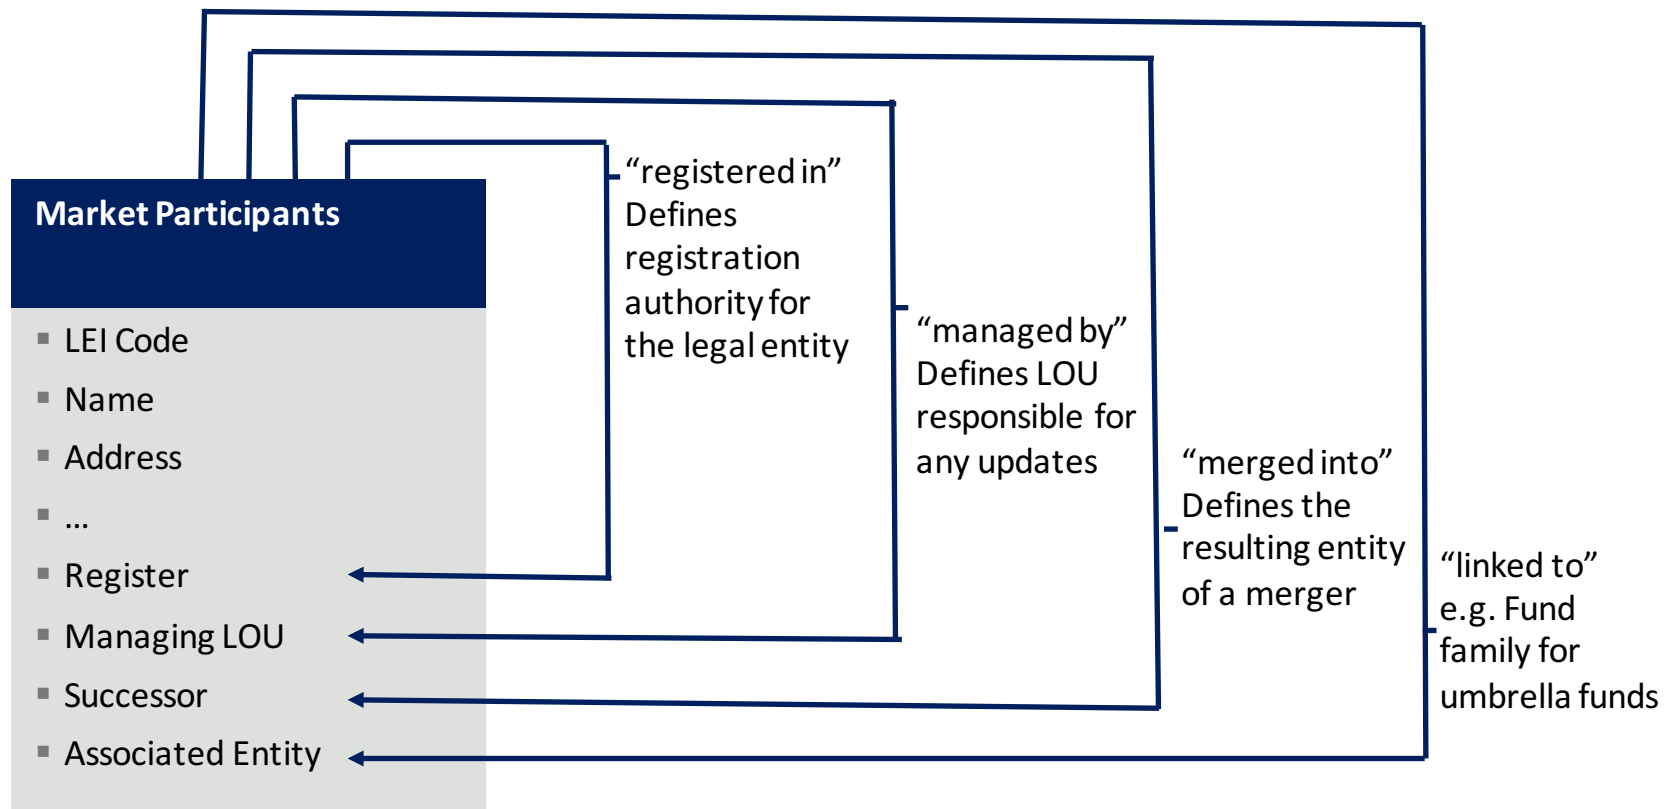 Market Participants
▪ LEI Code
▪ Name
▪ Address
▪ ...
▪ Register
▪ Managing LOU
▪ Successor
▪ Associated Entity
“registered in”
Defines
registration
authority for
the legal entity
“managed by”
Defines LOU
responsible for
any updates
“merged into”
Defines the
resulting entity
of a merger
“linked to”
e.g. Fund
family for
umbrella funds